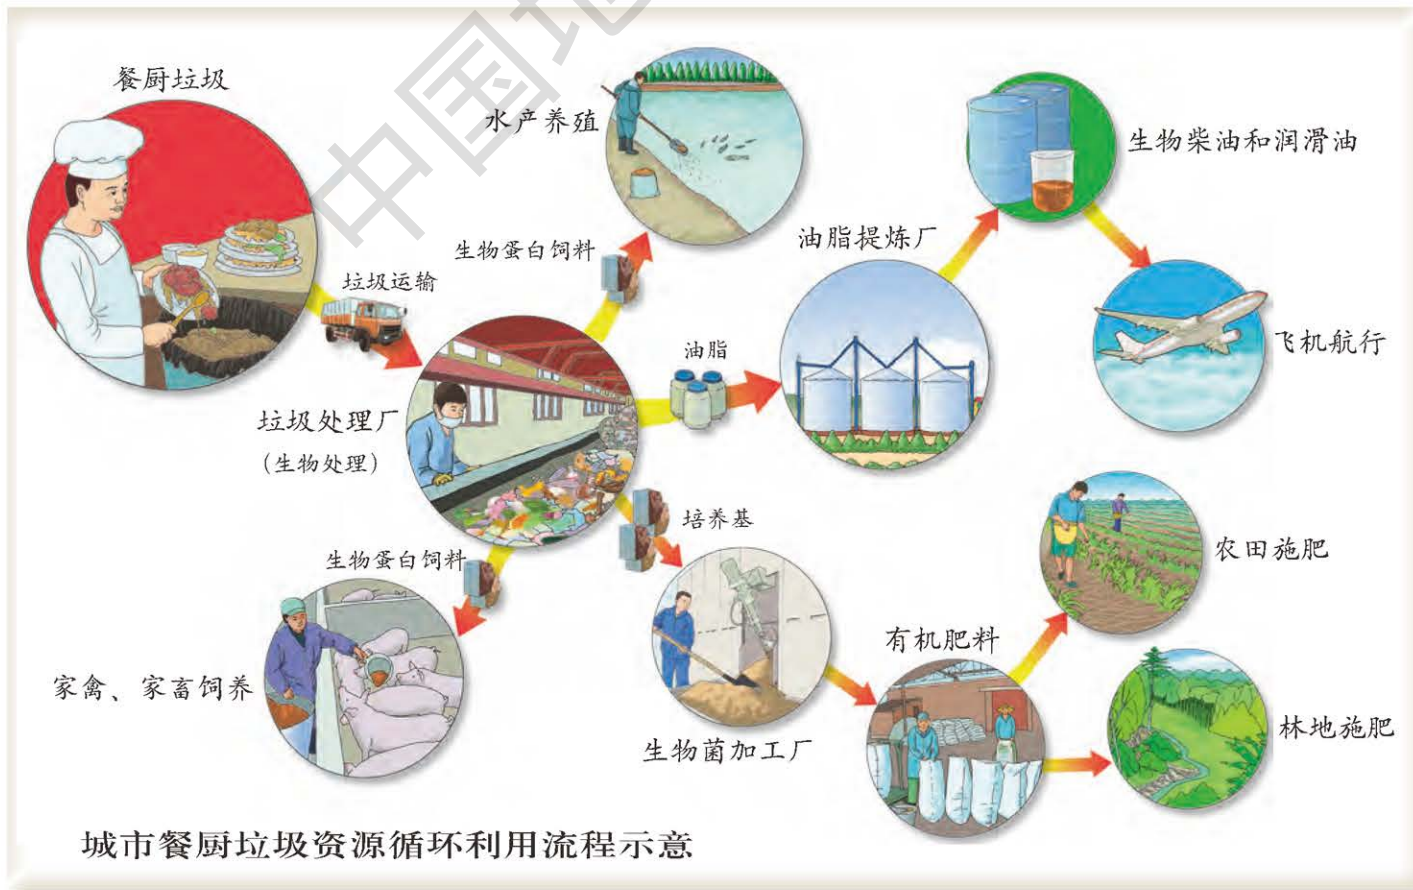 餐厨垃圾
水产养殖
生物柴油和润滑油
生物蛋白饲料
油脂提炼厂
垃圾运输
油脂
飞机航行
垃圾处理厂
(生物处理)
培养基
生物蛋白饲料
农田施肥
有机肥料
家禽、家畜饲养
林地施肥
生物菌加工厂
城市餐厨垃圾资源循环利用流程示意
中国地